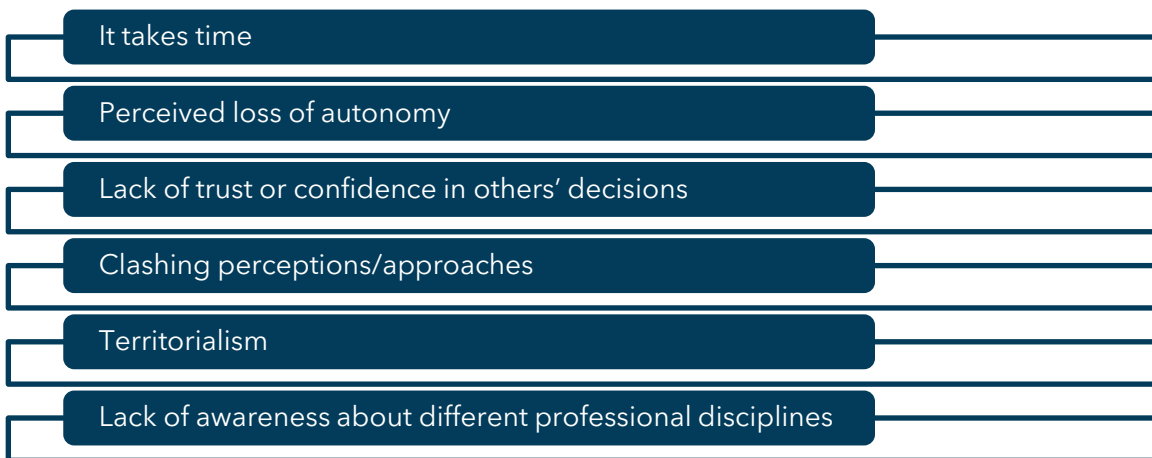 It takes time
Perceived loss of autonomy
Lack of trust or confidence in others’ decisions
Clashing perceptions/approaches
Territorialism
Lack of awareness about different professional disciplines